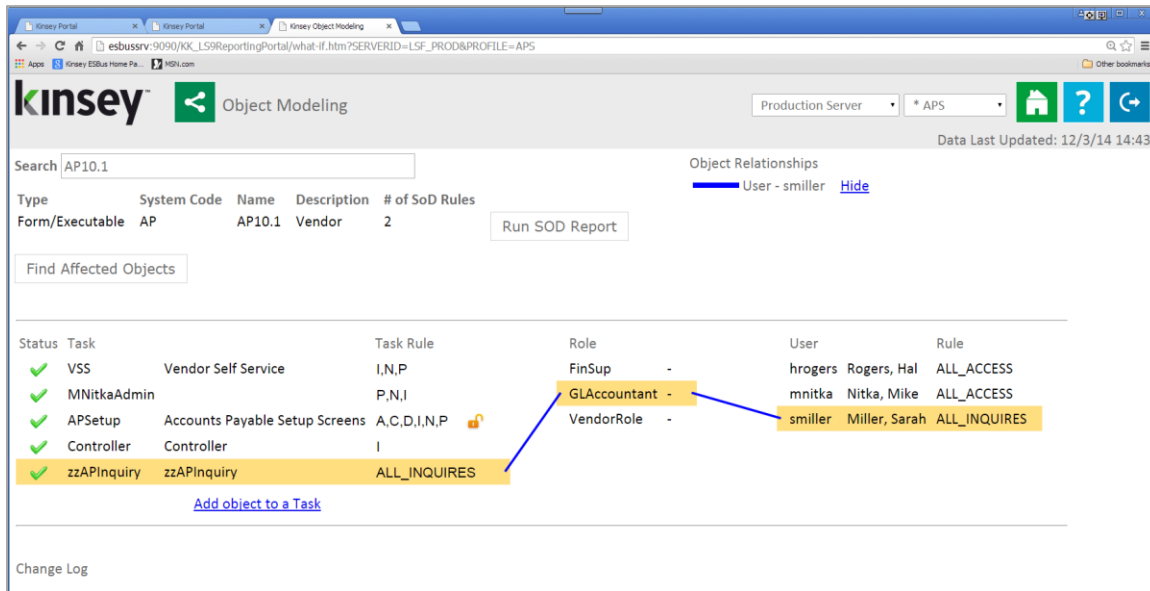 Kinsey Portal
Kinsey Portal
Kinsey Object Modeling
esbussrv:9090/KK_LS9ReportingPortal/what-if.htm?SERVERID=LSF_PROD&PROFILE=APS
Apps Kinsey ESBus Home Pa... MSN.com Other bookmarks
kinsey Object Modeling Production Server * APS ?
Data Last Updated: 12/3/14 14:43
Search AP10.1 Object Relationships
User - smiller Hide
Type System Code Name Description # of SoD Rules
Form/Executable AP AP10.1 Vendor 2 Run SOD Report
Find Affected Objects
Status Task Task Rule Role User Rule
VSS Vendor Self Service I,N,P FinSup - hrogers Rogers, Hal ALL_ACCESS
MNitkaAdmin P,N,I GLAccountant - mnitka Nitka, Mike ALL_ACCESS
APSetup Accounts Payable Setup Screens A,C,D,I,N,P VendorRole - smiller Miller, Sarah ALL_INQUIRES
Controller Controller I
zzAPInquiry zzAPInquiry ALL_INQUIRES
Add object to a Task
Change Log